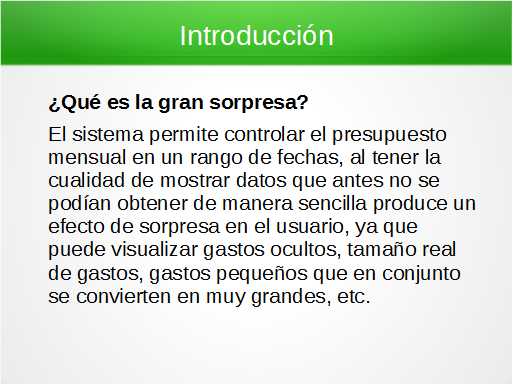 Introducción
¿Qué es la gran sorpresa?
El sistema permite controlar el presupuesto
mensual en un rango de fechas, al tener la
cualidad de mostrar datos que antes no se
podían obtener de manera sencilla produce un
efecto de sorpresa en el usuario, ya que
puede visualizar gastos ocultos, tamaño real
de gastos, gastos pequeños que en conjunto
se convierten en muy grandes, etc.